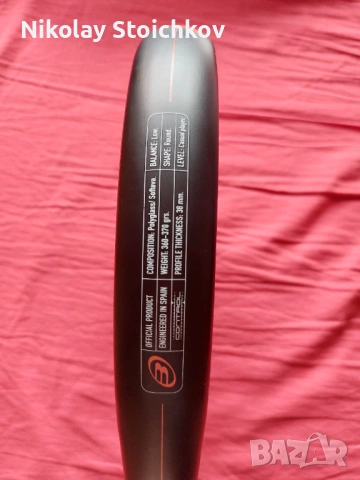 Nikolay Stoichkov
BALANCE: Low.
SHAPE: Round.
LEVEL: Casual player.
COMPOSITION: Polyglass/ Softeva.
WEIGHT: 360-370 grs.
PROFILE THICKNESS: 38 mm.
OFFICIAL PRODUCT
ENGINEERED IN SPAIN
CONTROL
BAZAR